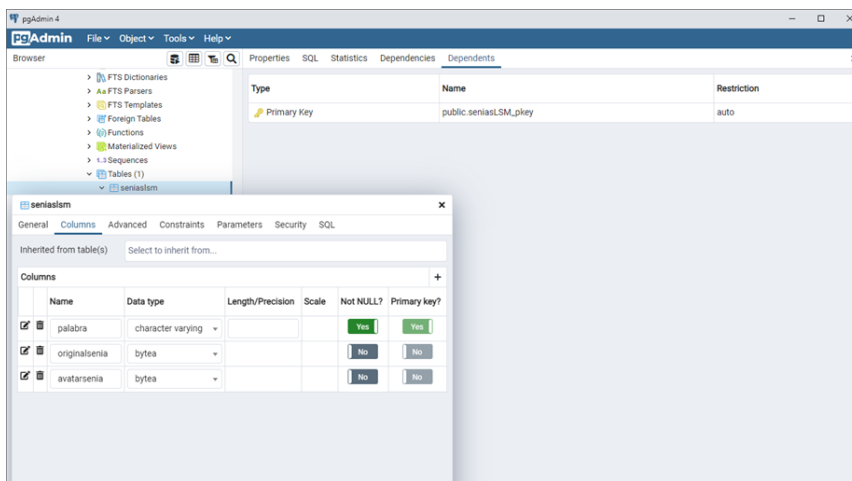 pgAdmin 4
pgAdmin File Object Tools Help
Browser Properties SQL Statistics Dependencies Dependents
FTS Dictionaries
Aa FTS Parsers
FTS Templates
Foreign Tables
Functions
Materialized Views
1..3 Sequences
Tables (1)
seniaslsm
Type Name Restriction
Primary Key public.seniasLSM_pkey auto
seniaslsm
General Columns Advanced Constraints Parameters Security SQL
Inherited from table(s) Select to inherit from...
Columns
Name Data type Length/Precision Scale Not NULL? Primary key?
palabra character varying Yes Yes
originalsenia bytea No No
avatarsenia bytea No No